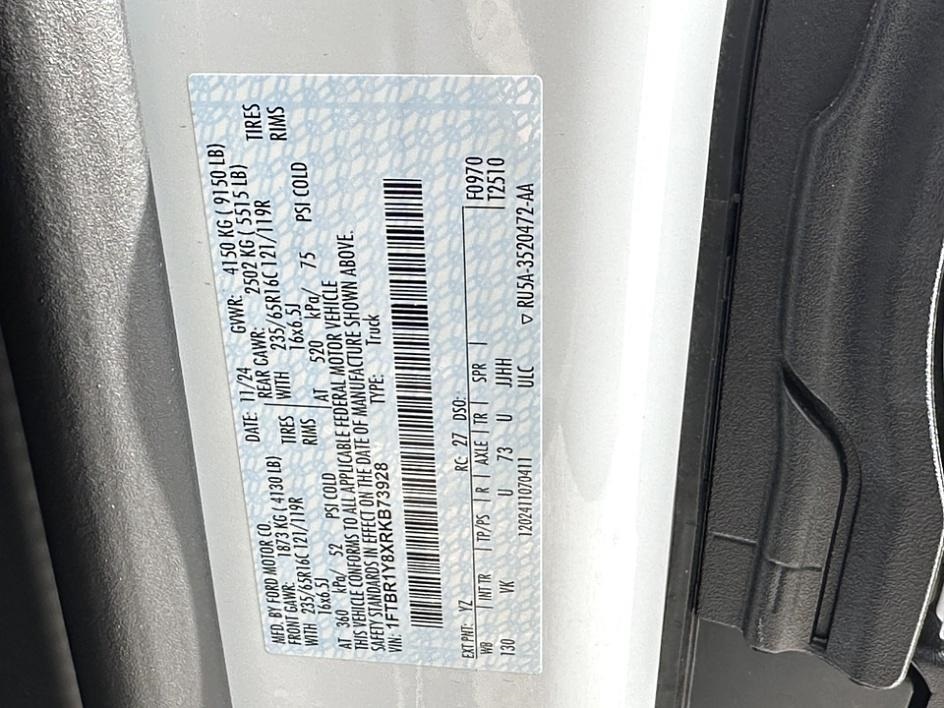 MFD. BY FORD MOTOR CO. DATE: 11/24 GVWR: 4150 KG ( 9150 LB)
FRONT GAWR: 1873 KG ( 4130 LB) REAR GAWR: 2502 KG ( 5515 LB)
WITH 235/65R16C 121/119R TIRES WITH 235/65R16C 121/119R TIRES
16x6.5J RIMS 16x6.5J RIMS
AT 360 kPa/ 52 PSI COLD AT 520 kPa/ 75 PSI COLD
THIS VEHICLE CONFORMS TO ALL APPLICABLE FEDERAL MOTOR VEHICLE
SAFETY STANDARDS IN EFFECT ON THE DATE OF MANUFACTURE SHOWN ABOVE.
VIN: 1FTBR1Y8XRKB73928 TYPE: Truck
EXT PNT: YZ RC: 27 DSO: F0970
WB INT TR TP/PS R AXLE TR SPR T2510
130 VK U 73 U JJHH
12024111070411 ULC ▽ RU5A-3520472-AA